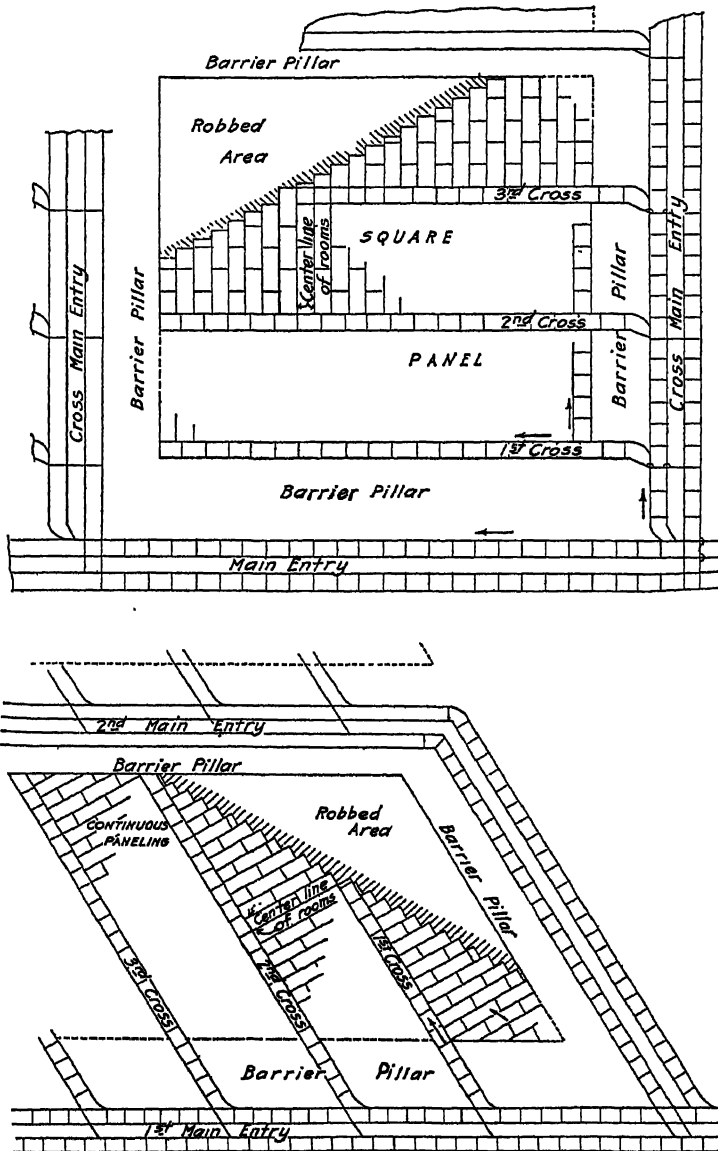 Barrier Pillar
Robbed
Area
3rd Cross
SQUARE
Center line
of rooms
Cross Main Entry
Barrier Pillar
Barrier Pillar
Cross Main Entry
2nd Cross
PANEL
1st Cross
Barrier Pillar
Main Entry
2nd Main Entry
Barrier Pillar
Robbed
Area
CONTINUOUS
PANELING
Barrier Pillar
Center line
of rooms
1st Cross
2nd Cross
3rd Cross
Barrier Pillar
1st Main Entry